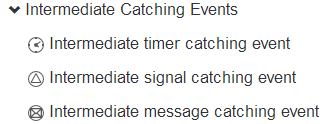 Intermediate Catching Events
Intermediate timer catching event
Intermediate signal catching event
Intermediate message catching event